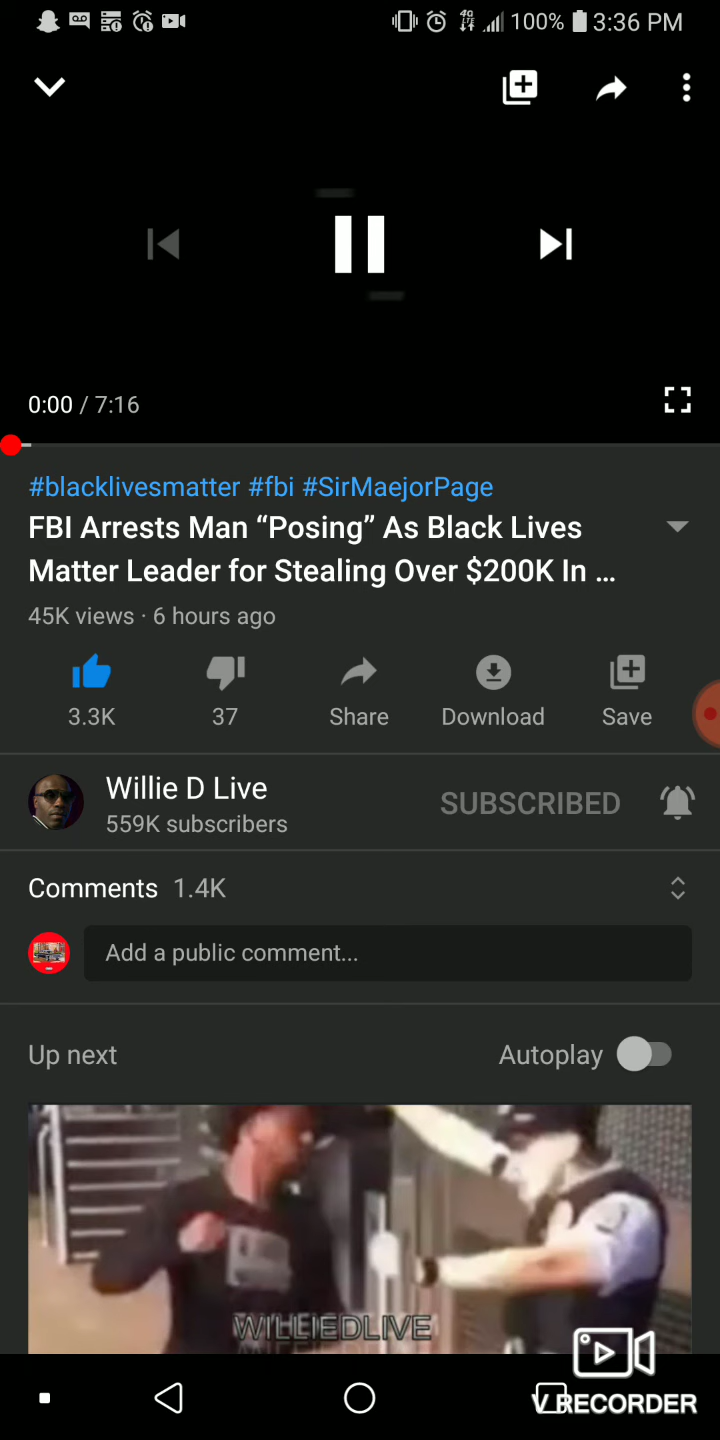 100% 3:36 PM
0:00 / 7:16
#blacklivesmatter #fbi #SirMaejorPage
FBI Arrests Man “Posing” As Black Lives
Matter Leader for Stealing Over $200K In ...
45K views · 6 hours ago
3.3K 37 Share Download Save
Willie D Live
559K subscribers
SUBSCRIBED
Comments 1.4K
Add a public comment...
Up next
Autoplay
WILLIEDLIVE
V RECORDER